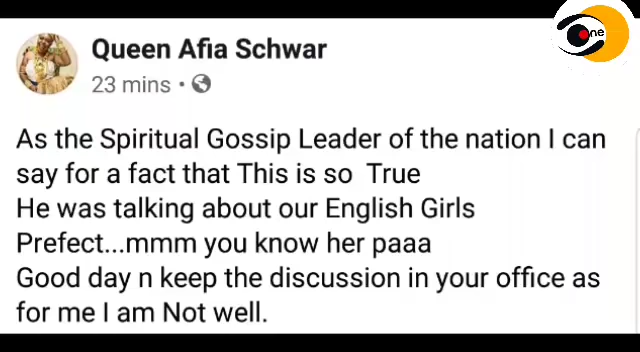 One
Queen Afia Schwar
23 mins •
As the Spiritual Gossip Leader of the nation I can
say for a fact that This is so True
He was talking about our English Girls
Prefect...mmm you know her paaa
Good day n keep the discussion in your office as
for me I am Not well.